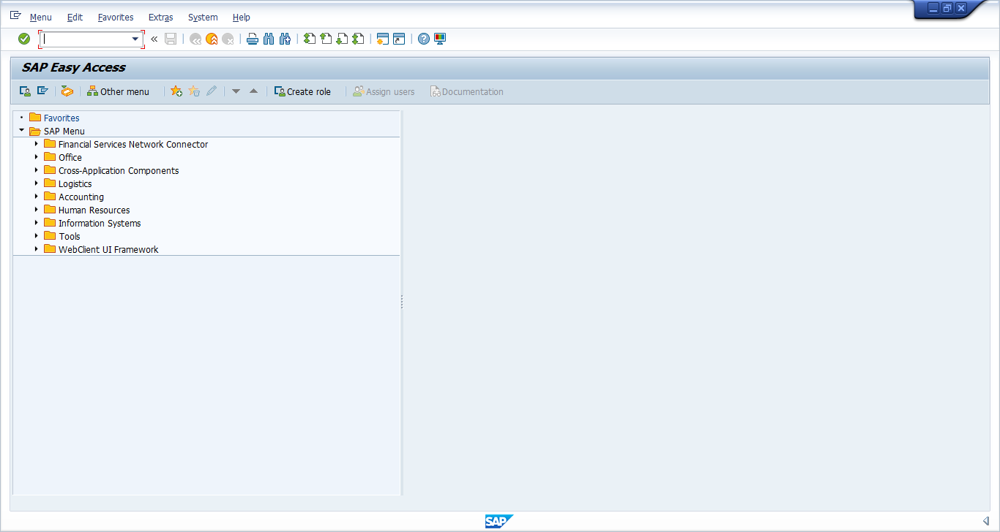 Menu Edit Favorites Extras System Help
SAP Easy Access
Other menu Create role Assign users Documentation
Favorites
SAP Menu
Financial Services Network Connector
Office
Cross-Application Components
Logistics
Accounting
Human Resources
Information Systems
Tools
WebClient UI Framework
SAP